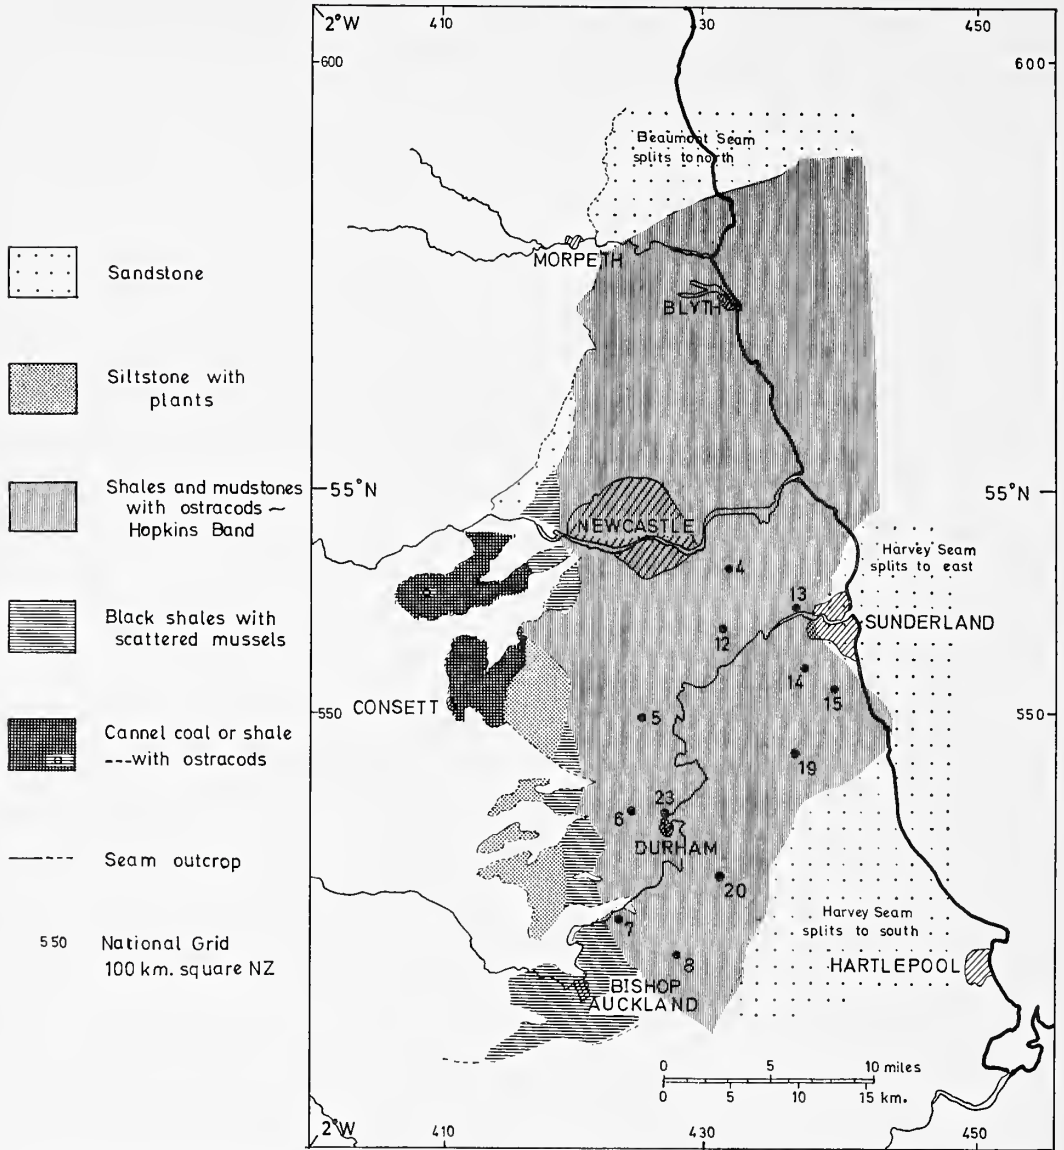 2°W
410
430
450
600
600
Beaumont Seam
splits to north
MORPETH
BLYTH
Sandstone
Siltstone with
plants
Shales and mudstones
with ostracods ~
Hopkins Band
Black shales with
scattered mussels
Cannel coal or shale
---with ostracods
Seam outcrop
550 National Grid
100 km. square NZ
55°N
55°N
NEWCASTLE
Harvey Seam
splits to east
4
13
SUNDERLAND
12
14
15
CONSETT
550
550
5
19
6
23
DURHAM
20
7
Harvey Seam
splits to south
8
HARTLEPOOL
BISHOP
AUCKLAND
0 5 10 miles
0 5 10 15 km.
2°W
410
430
450